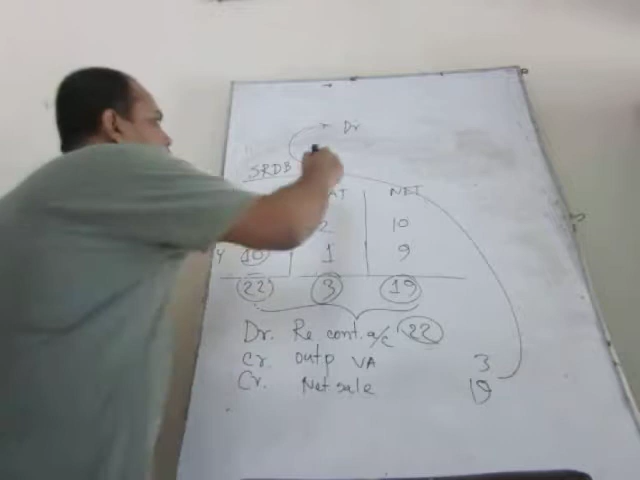 Dr
SRDB AT NET
2 10
Y 10 1 9
22 3 19
Dr. Re cont. a/c 22
Cr. outp VA 3
Cr. Net sale 19